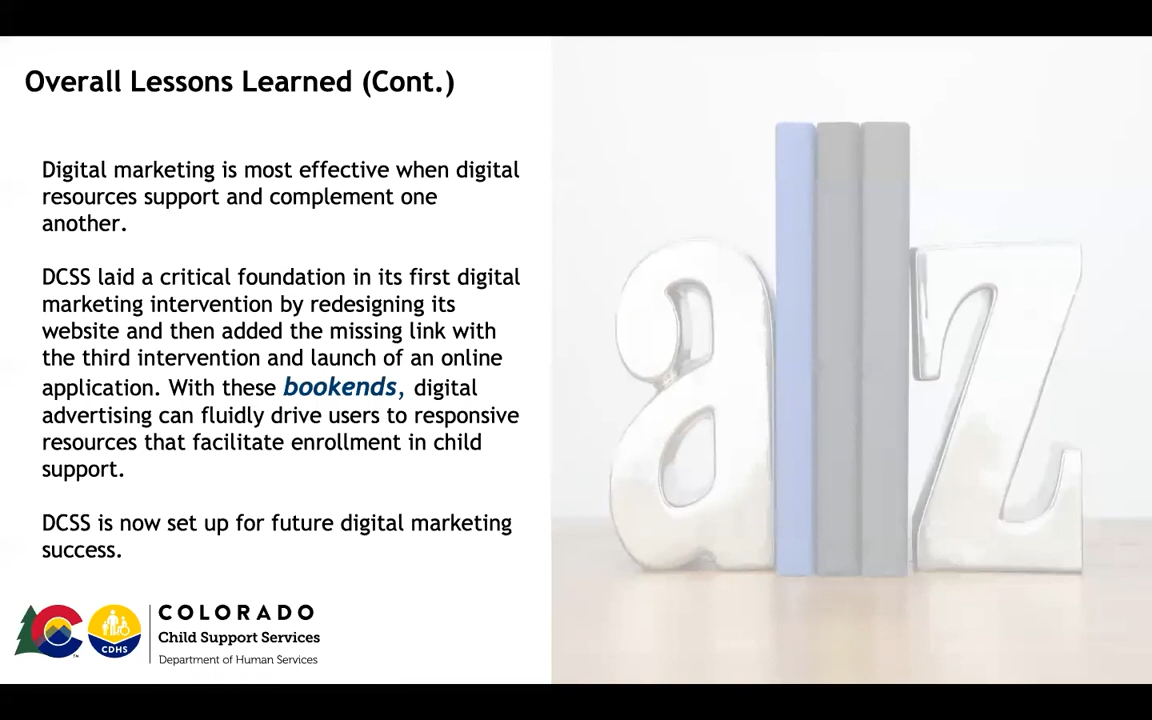 Overall Lessons Learned (Cont.)
Digital marketing is most effective when digital
resources support and complement one
another.
DCSS laid a critical foundation in its first digital
marketing intervention by redesigning its
website and then added the missing link with
the third intervention and launch of an online
application. With these bookends, digital
advertising can fluidly drive users to responsive
resources that facilitate enrollment in child
support.
DCSS is now set up for future digital marketing
success.
a z
CDHS
TM
COLORADO
Child Support Services
Department of Human Services